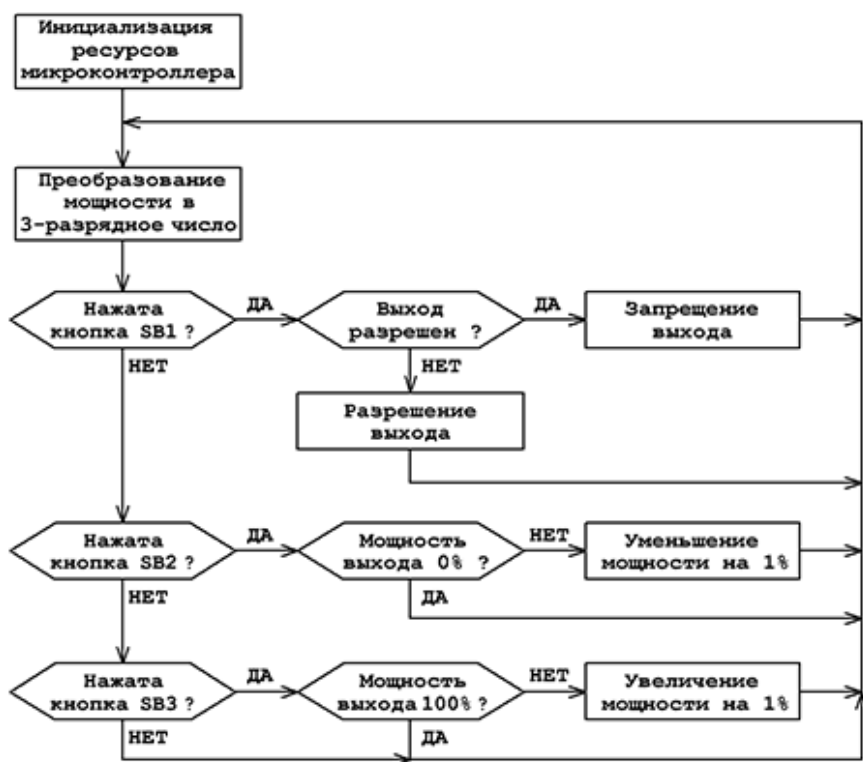 Инициализация
ресурсов
микроконтроллера
Преобразование
мощности в
3-разрядное число
Нажата
кнопка SB1 ?
ДА
Выход
разрешен ?
ДА
Запрещение
выхода
НЕТ
НЕТ
Разрешение
выхода
Нажата
кнопка SB2 ?
ДА
Мощность
выхода 0% ?
НЕТ
Уменьшение
мощности на 1%
НЕТ
ДА
Нажата
кнопка SB3 ?
ДА
Мощность
выхода 100% ?
НЕТ
Увеличение
мощности на 1%
НЕТ
ДА